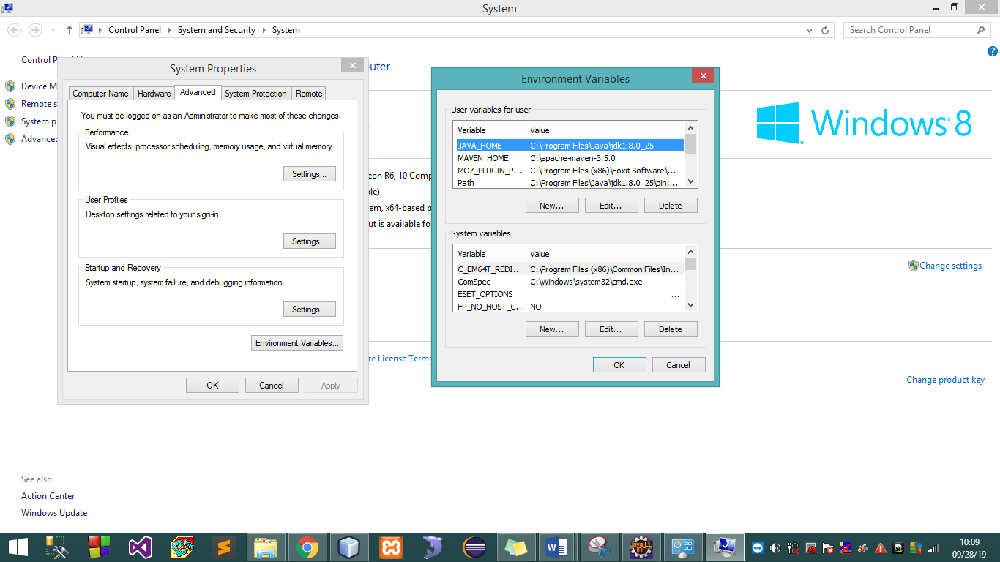 System
Control Panel System and Security System
Search Control Panel
Control P
System Properties
puter
Environment Variables
Device M
Remote s
System p
Advanced
Computer Name Hardware Advanced System Protection Remote
You must be logged on as an Administrator to make most of these changes.
Performance
Visual effects, processor scheduling, memory usage, and virtual memory
Settings...
User Profiles
Desktop settings related to your sign-in
Settings...
Startup and Recovery
System startup, system failure, and debugging information
Settings...
Environment Variables...
OK Cancel Apply
eon R6, 10 Comp
ble)
em, x64-based p
ut is available fo
re License Terms
User variables for user
Variable Value
JAVA_HOME C:\Program Files\Java\jdk1.8.0_25
MAVEN_HOME C:\apache-maven-3.5.0
MOZ_PLUGIN_P... C:\Program Files (x86)\Foxit Software\...
Path C:\Program Files\Java\jdk1.8.0_25\bin;...
New... Edit... Delete
System variables
Variable Value
C_EM64T_REDI... C:\Program Files (x86)\Common Files\In...
ComSpec C:\Windows\system32\cmd.exe
ESET_OPTIONS ...
FP_NO_HOST_C... NO
New... Edit... Delete
OK Cancel
Windows 8
Change settings
Change product key
See also
Action Center
Windows Update
Java EE
IDE
10:09
09/28/19